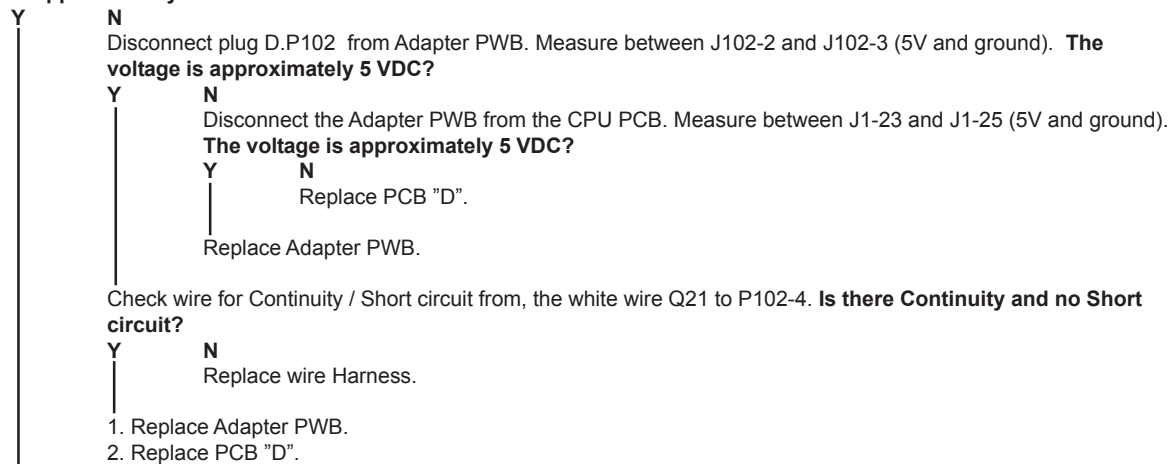 Y N
Disconnect plug D.P102 from Adapter PWB. Measure between J102-2 and J102-3 (5V and ground). The
voltage is approximately 5 VDC?
Y N
Disconnect the Adapter PWB from the CPU PCB. Measure between J1-23 and J1-25 (5V and ground).
The voltage is approximately 5 VDC?
Y N
Replace PCB ”D”.
Replace Adapter PWB.
Check wire for Continuity / Short circuit from, the white wire Q21 to P102-4. Is there Continuity and no Short
circuit?
Y N
Replace wire Harness.
1. Replace Adapter PWB.
2. Replace PCB ”D”.